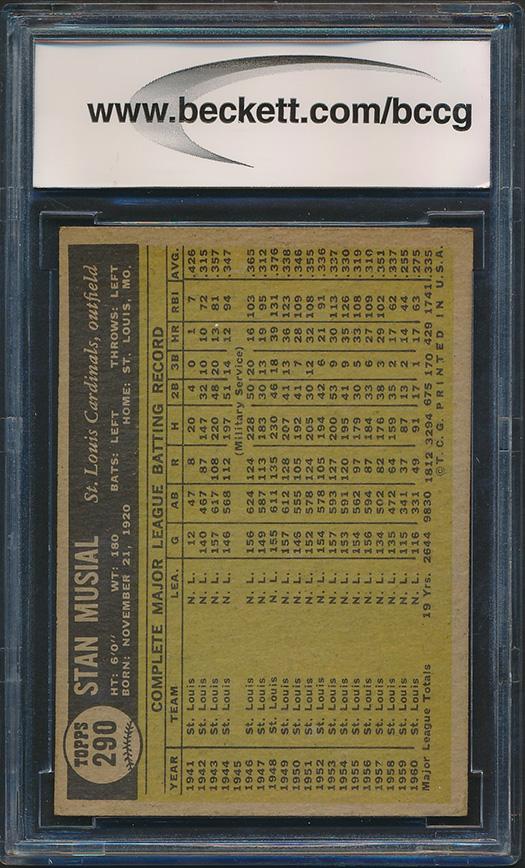 www.beckett.com/bccg
TOPPS
290
STAN MUSIAL St. Louis Cardinals, outfield
HT: 6'0" WT: 180 BATS: LEFT THROWS: LEFT
BORN: NOVEMBER 21, 1920 HOME: ST. LOUIS, MO.
COMPLETE MAJOR LEAGUE BATTING RECORD
YEAR TEAM LEA. G AB R H 2B 3B HR RBI AVG.
1941 St. Louis N. L. 12 47 8 20 4 0 1 7 .426
1942 St. Louis N. L. 140 467 87 147 32 10 10 72 .315
1943 St. Louis N. L. 157 617 108 220 48 20 13 81 .357
1944 St. Louis N. L. 146 568 112 197 51 14 12 94 .347
1945 (Military Service)
1946 St. Louis N. L. 156 624 124 228 50 20 16 103 .365
1947 St. Louis N. L. 149 587 113 183 30 13 19 95 .312
1948 St. Louis N. L. 155 611 135 230 46 18 39 131 .376
1949 St. Louis N. L. 157 612 128 207 41 13 36 123 .338
1950 St. Louis N. L. 146 555 105 192 41 7 28 109 .346
1951 St. Louis N. L. 152 578 124 205 30 12 32 108 .355
1952 St. Louis N. L. 154 578 105 194 42 6 21 91 .336
1953 St. Louis N. L. 157 593 127 200 53 9 30 113 .337
1954 St. Louis N. L. 153 591 120 195 41 9 35 126 .330
1955 St. Louis N. L. 154 562 97 179 30 5 33 108 .319
1956 St. Louis N. L. 156 594 87 184 33 6 27 109 .310
1957 St. Louis N. L. 134 502 82 176 38 3 29 102 .351
1958 St. Louis N. L. 135 472 64 159 35 2 17 62 .337
1959 St. Louis N. L. 115 341 37 87 13 2 14 44 .255
1960 St. Louis N. L. 116 331 49 91 17 1 17 63 .275
Major League Totals 19 Yrs. 2644 9830 1812 3294 675 170 429 1741 .335
©T.C.G. PRINTED IN U.S.A.